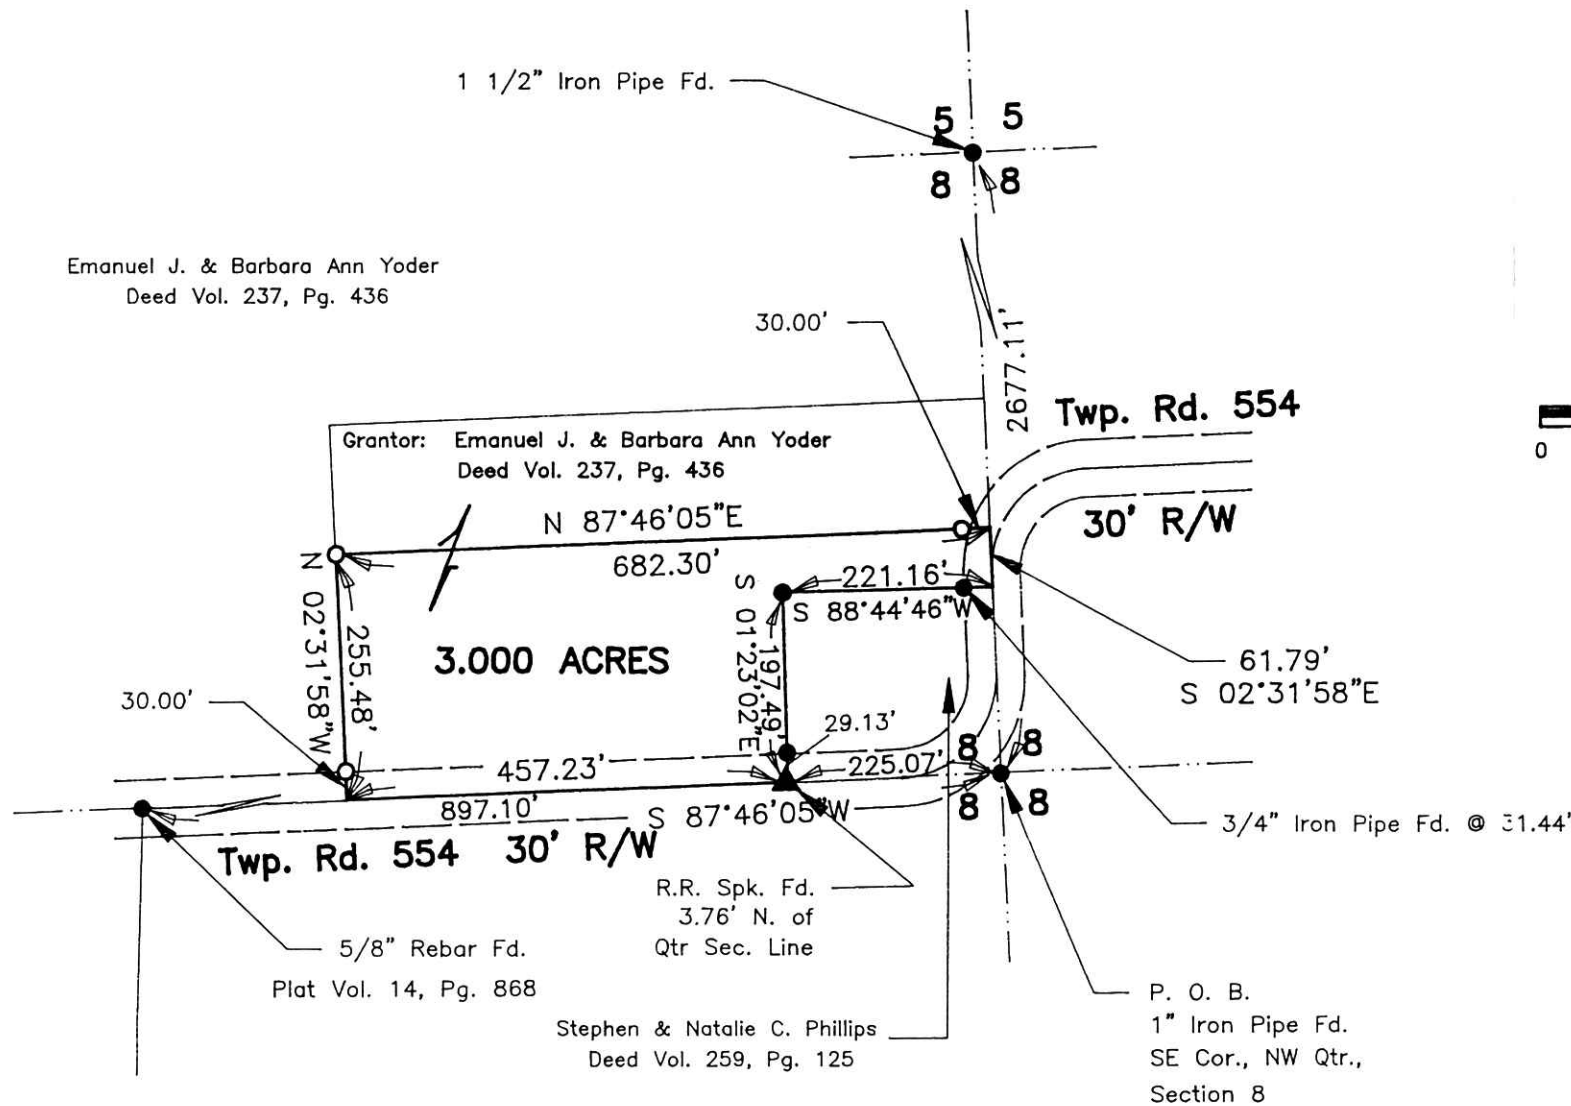 1 1/2" Iron Pipe Fd.
5 5
8 8
Emanuel J. & Barbara Ann Yoder
Deed Vol. 237, Pg. 436
30.00'
2677.11'
Twp. Rd. 554
0
Grantor: Emanuel J. & Barbara Ann Yoder
Deed Vol. 237, Pg. 436
N 87°46'05"E
682.30'
30' R/W
221.16'
S 88°44'46"W
N 02°31'58"W
255.48'
S 01°23'02"E
197.49'
3.000 ACRES
61.79'
S 02°31'58"E
30.00'
29.13'
457.23'
225.07'
8 8
8 8
897.10'
S 87°46'05"W
Twp. Rd. 554 30' R/W
3/4" Iron Pipe Fd. @ 31.44'
R.R. Spk. Fd.
3.76' N. of
Qtr Sec. Line
5/8" Rebar Fd.
Plat Vol. 14, Pg. 868
Stephen & Natalie C. Phillips
Deed Vol. 259, Pg. 125
P. O. B.
1" Iron Pipe Fd.
SE Cor., NW Qtr.,
Section 8